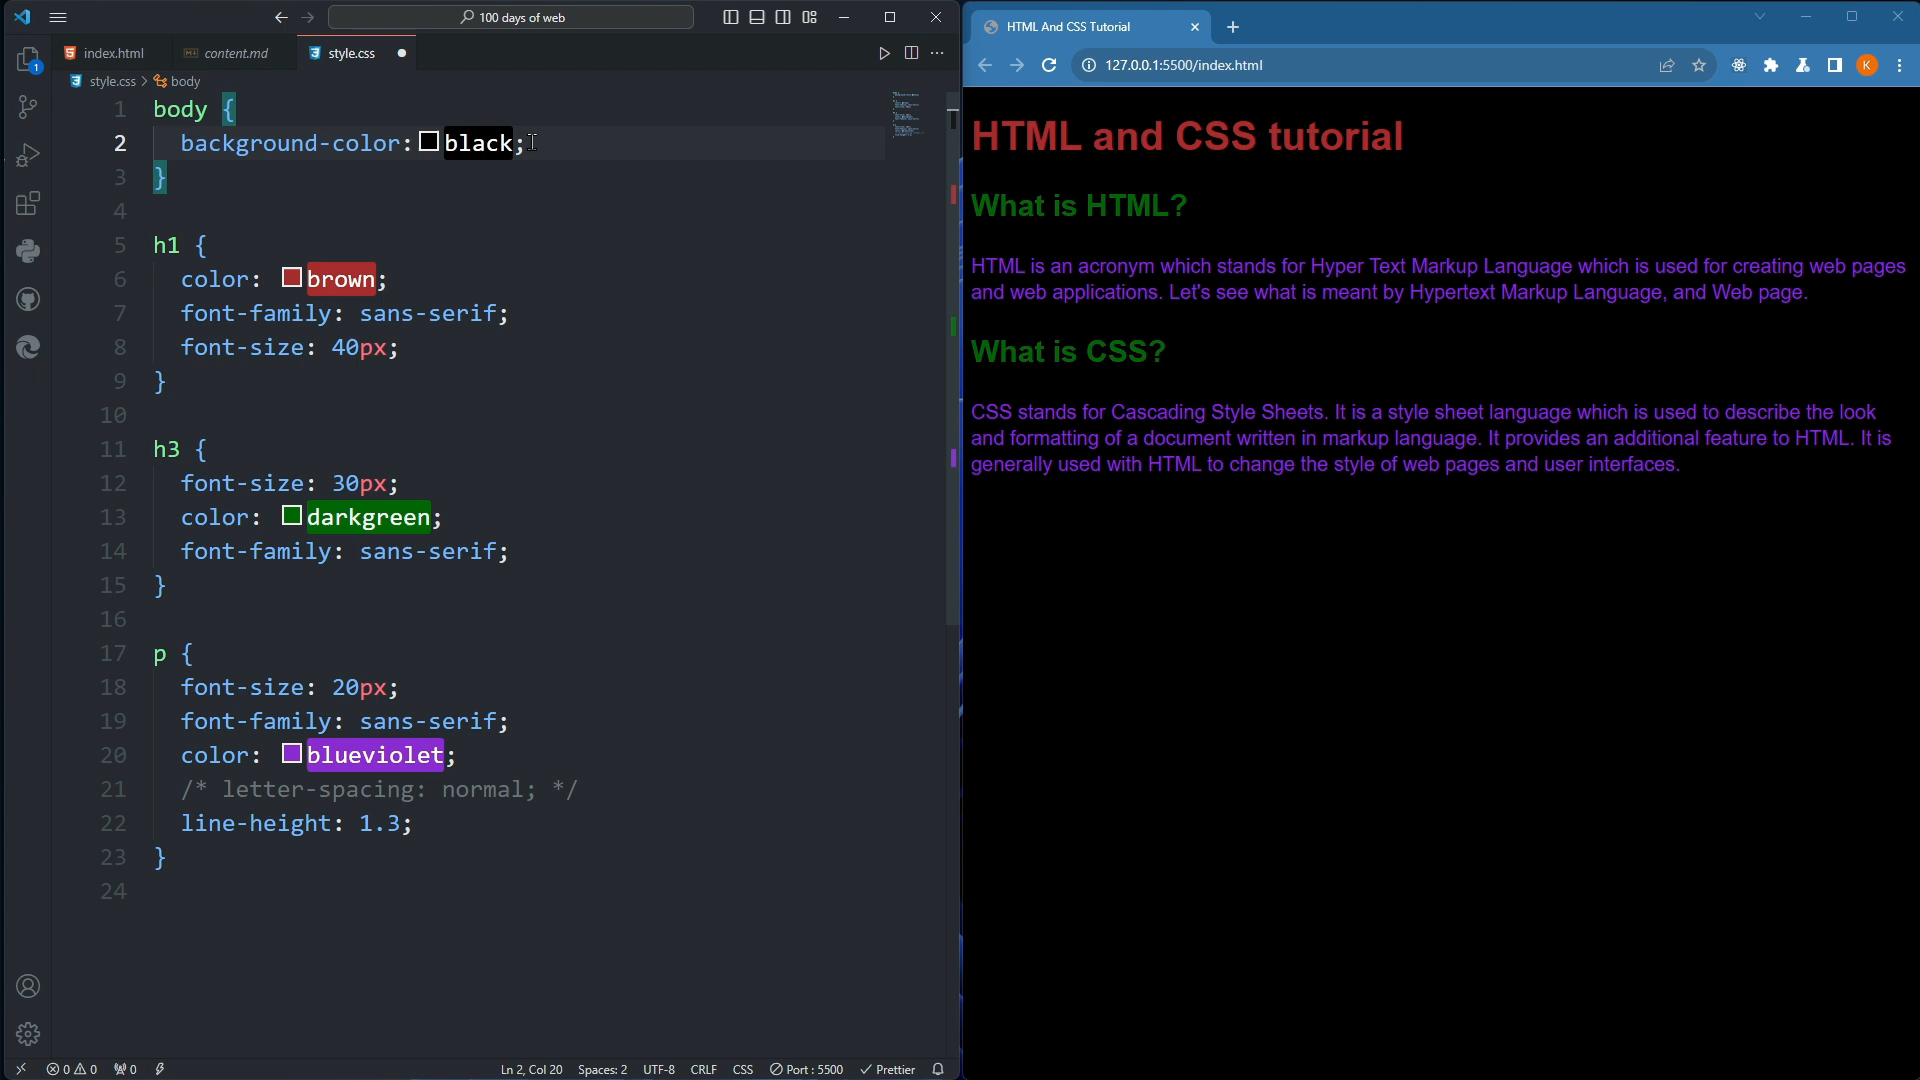 100 days of web
index.html
content.md
style.css
style.css > body
1 body {
2 background-color: black;
3 }
4
5 h1 {
6 color: brown;
7 font-family: sans-serif;
8 font-size: 40px;
9 }
10
11 h3 {
12 font-size: 30px;
13 color: darkgreen;
14 font-family: sans-serif;
15 }
16
17 p {
18 font-size: 20px;
19 font-family: sans-serif;
20 color: blueviolet;
21 /* letter-spacing: normal; */
22 line-height: 1.3;
23 }
24
1
0 0 0 Ln 2, Col 20 Spaces: 2 UTF-8 CRLF CSS Port : 5500 Prettier
HTML And CSS Tutorial
127.0.0.1:5500/index.html
K
HTML and CSS tutorial
What is HTML?
HTML is an acronym which stands for Hyper Text Markup Language which is used for creating web pages
and web applications. Let's see what is meant by Hypertext Markup Language, and Web page.
What is CSS?
CSS stands for Cascading Style Sheets. It is a style sheet language which is used to describe the look
and formatting of a document written in markup language. It provides an additional feature to HTML. It is
generally used with HTML to change the style of web pages and user interfaces.